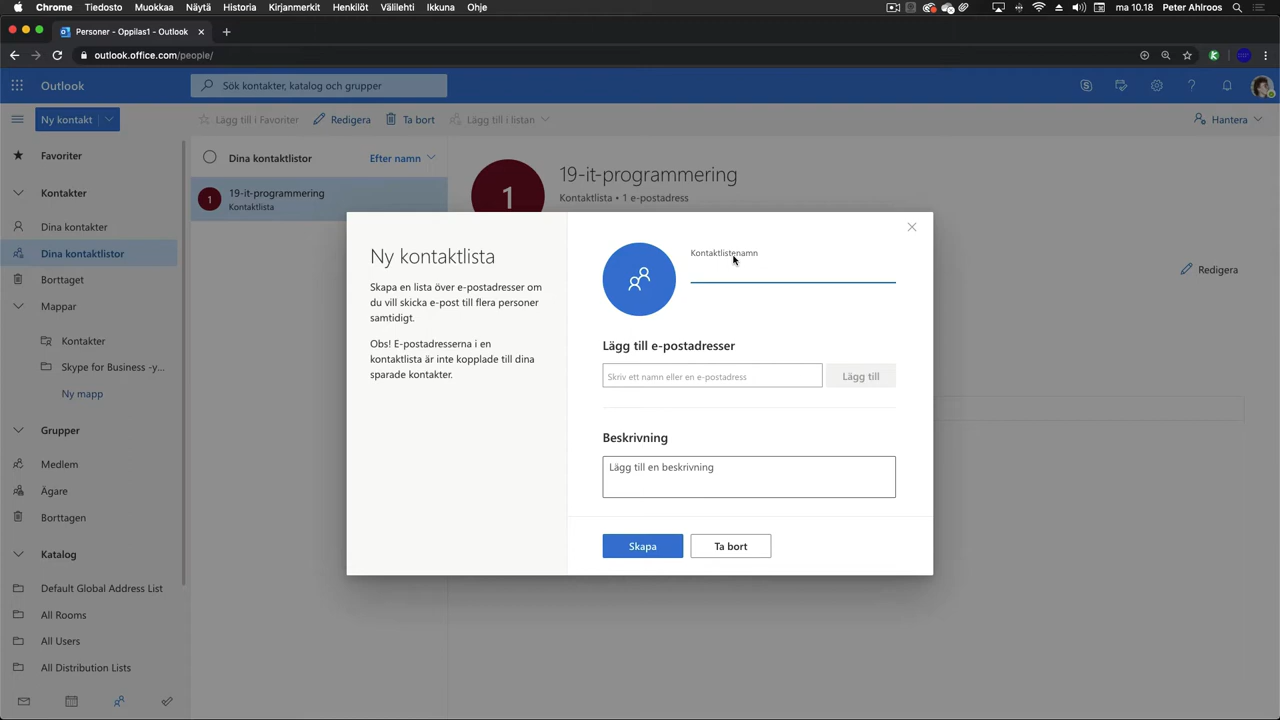 Chrome Tiedosto Muokkaa Näytä Historia Kirjanmerkit Henkilöt Välilehti Ikkuna Ohje ma 10.18 Peter Ahlroos
Personer - Oppilas1 - Outlook
outlook.office.com/people/
Outlook
Sök kontakter, katalog och grupper
Ny kontakt
Lägg till i Favoriter
Redigera
Ta bort
Lägg till i listan
Hantera
Favoriter
Kontakter
Dina kontakter
Dina kontaktlistor
Borttaget
Mappar
Kontakter
Skype for Business -y...
Ny mapp
Grupper
Medlem
Ägare
Borttagen
Katalog
Default Global Address List
All Rooms
All Users
All Distribution Lists
Dina kontaktlistor
Efter namn
1
19-it-programmering
Kontaktlista
1
19-it-programmering
Kontaktlista • 1 e-postadress
Redigera
Ny kontaktlista
Skapa en lista över e-postadresser om
du vill skicka e-post till flera personer
samtidigt.
Obs! E-postadresserna i en
kontaktlista är inte kopplade till dina
sparade kontakter.
Kontaktlistenamn
Lägg till e-postadresser
Skriv ett namn eller en e-postadress
Lägg till
Beskrivning
Lägg till en beskrivning
Skapa
Ta bort